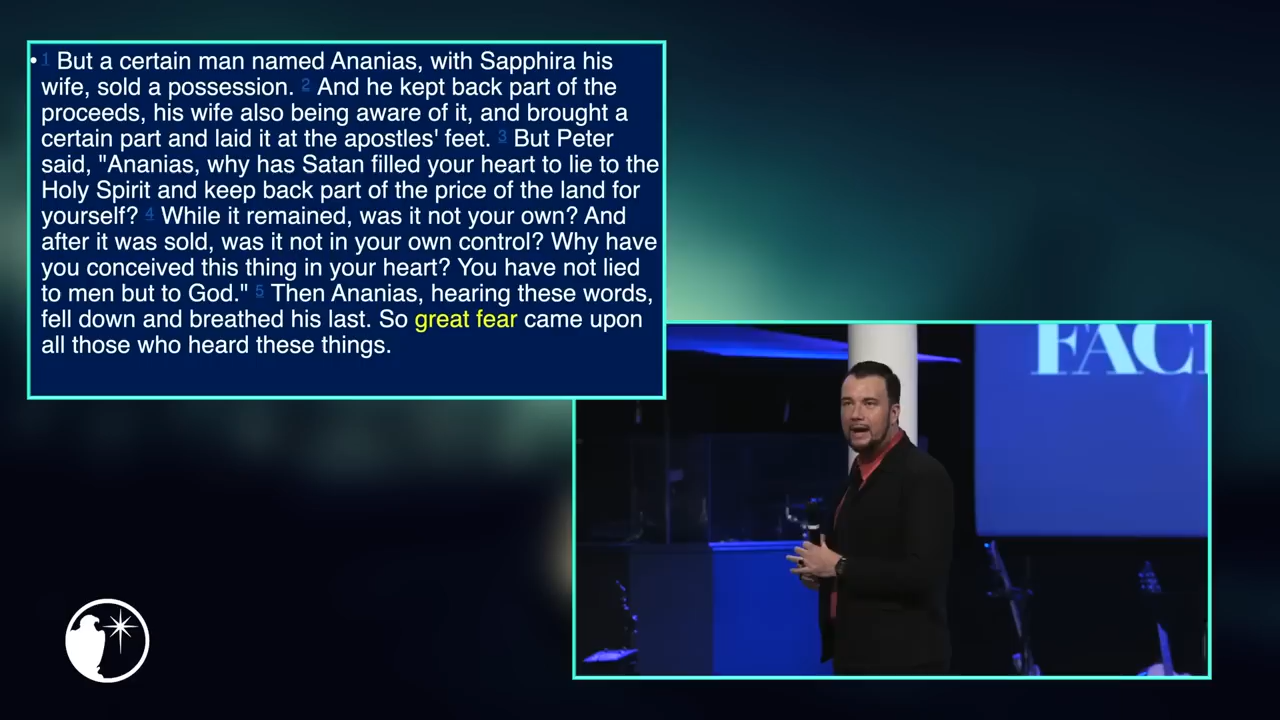 • 1 But a certain man named Ananias, with Sapphira his
wife, sold a possession. 2 And he kept back part of the
proceeds, his wife also being aware of it, and brought a
certain part and laid it at the apostles' feet. 3 But Peter
said, "Ananias, why has Satan filled your heart to lie to the
Holy Spirit and keep back part of the price of the land for
yourself? 4 While it remained, was it not your own? And
after it was sold, was it not in your own control? Why have
you conceived this thing in your heart? You have not lied
to men but to God." 5 Then Ananias, hearing these words,
fell down and breathed his last. So great fear came upon
all those who heard these things.
FAC